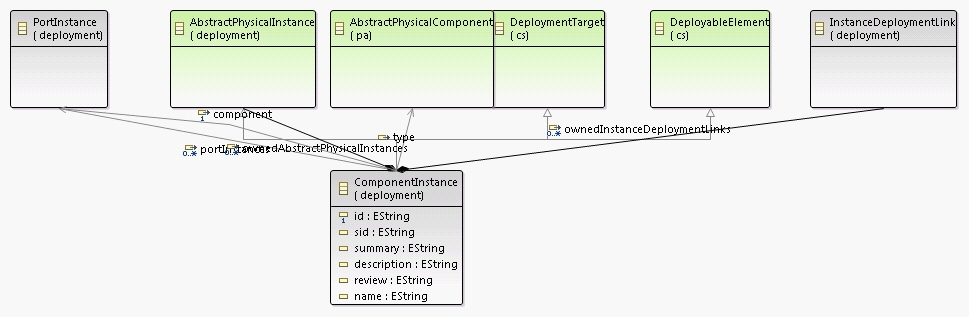 PortInstance
( deployment)
AbstractPhysicalInstance
( deployment)
AbstractPhysicalComponent
( pa)
DeploymentTarget
( cs)
DeployableElement
( cs)
InstanceDeploymentLink
( deployment)
component
1
type
ownedInstanceDeploymentLinks
0..*
portInstances
0..*
ownedAbstractPhysicalInstances
0..*
ComponentInstance
( deployment)
id : EString
1
sid : EString
summary : EString
description : EString
review : EString
name : EString